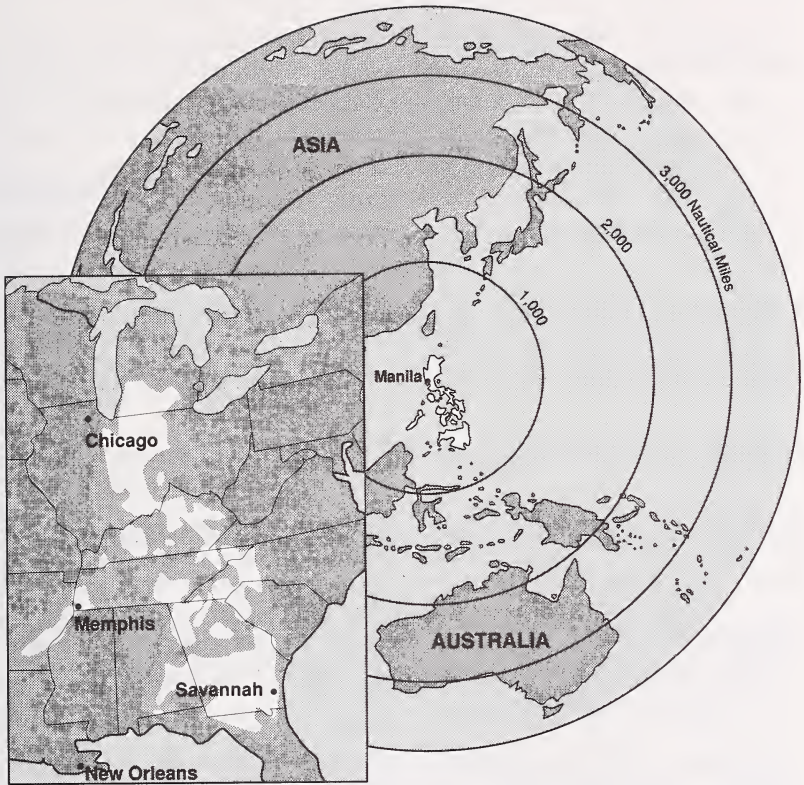 ASIA
3,000 Nautical Miles
2,000
1,000
Manila
Chicago
Memphis
AUSTRALIA
Savannah
New Orleans